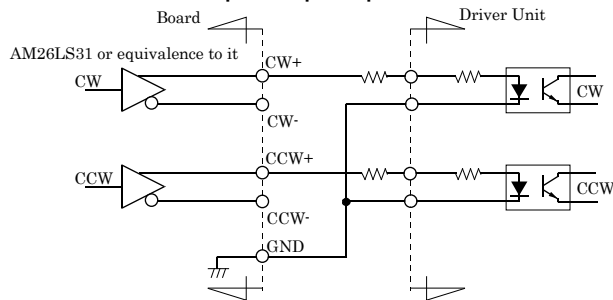 Board
Driver Unit
AM26LS31 or equivalence to it
CW
CW+
CW-
CW
CCW
CCW+
CCW-
CCW
GND